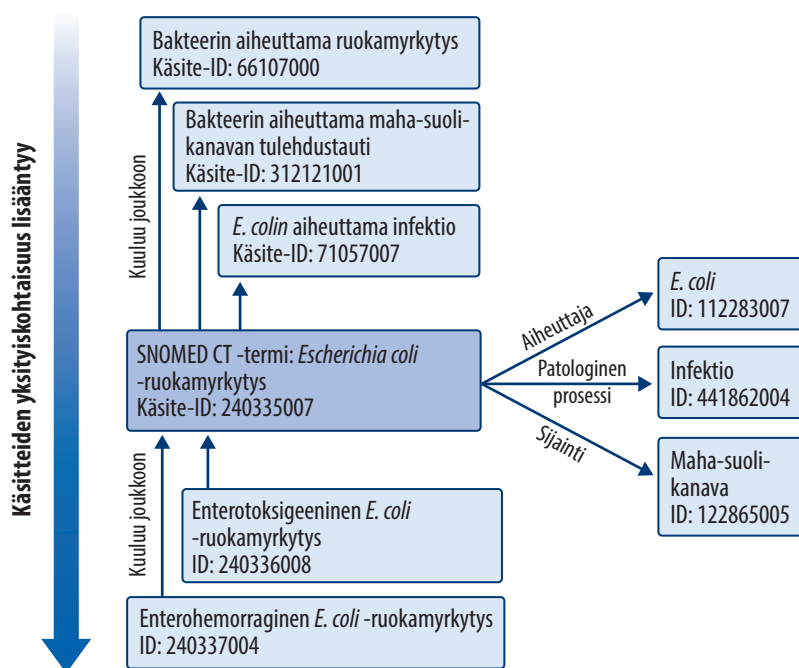 Käsitteiden yksityiskohtaisuus lisääntyy
Bakteerin aiheuttama ruokamyrkytys
Käsite-ID: 66107000
Bakteerin aiheuttama maha-suoli-
kanavan tulehdustauti
Käsite-ID: 312121001
E. colin aiheuttama infektio
Käsite-ID: 71057007
Kuuluu joukkoon
SNOMED CT -termi: Escherichia coli
-ruokamyrkytys
Käsite-ID: 240335007
Aiheuttaja
E. coli
ID: 112283007
Patologinen
prosessi
Infektio
ID: 441862004
Sijainti
Maha-suoli-
kanava
ID: 122865005
Kuuluu joukkoon
Enterotoksigeeninen E. coli
-ruokamyrkytys
ID: 240336008
Enterohemorraginen E. coli -ruokamyrkytys
ID: 240337004